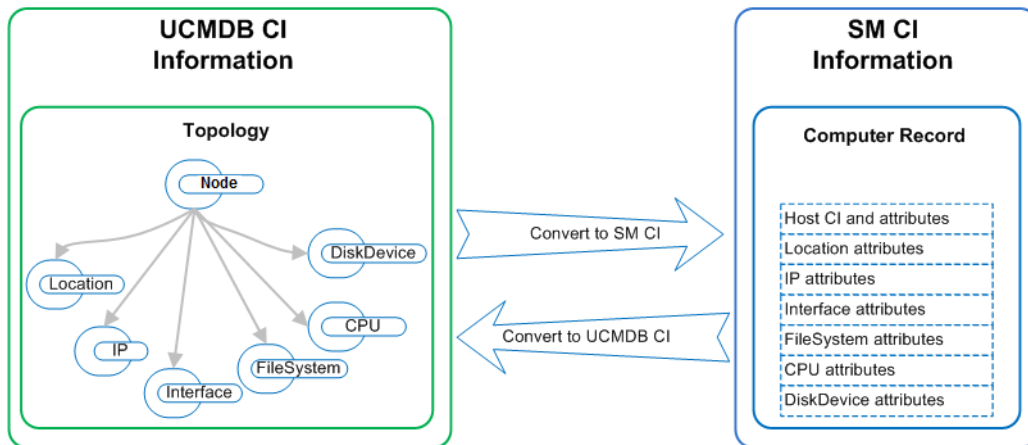 UCMDB CI
Information
Topology
Node
Location
IP
Interface
FileSystem
CPU
DiskDevice
Convert to SM CI
Convert to UCMDB CI
SM CI
Information
Computer Record
Host CI and attributes
Location attributes
IP attributes
Interface attributes
FileSystem attributes
CPU attributes
DiskDevice attributes